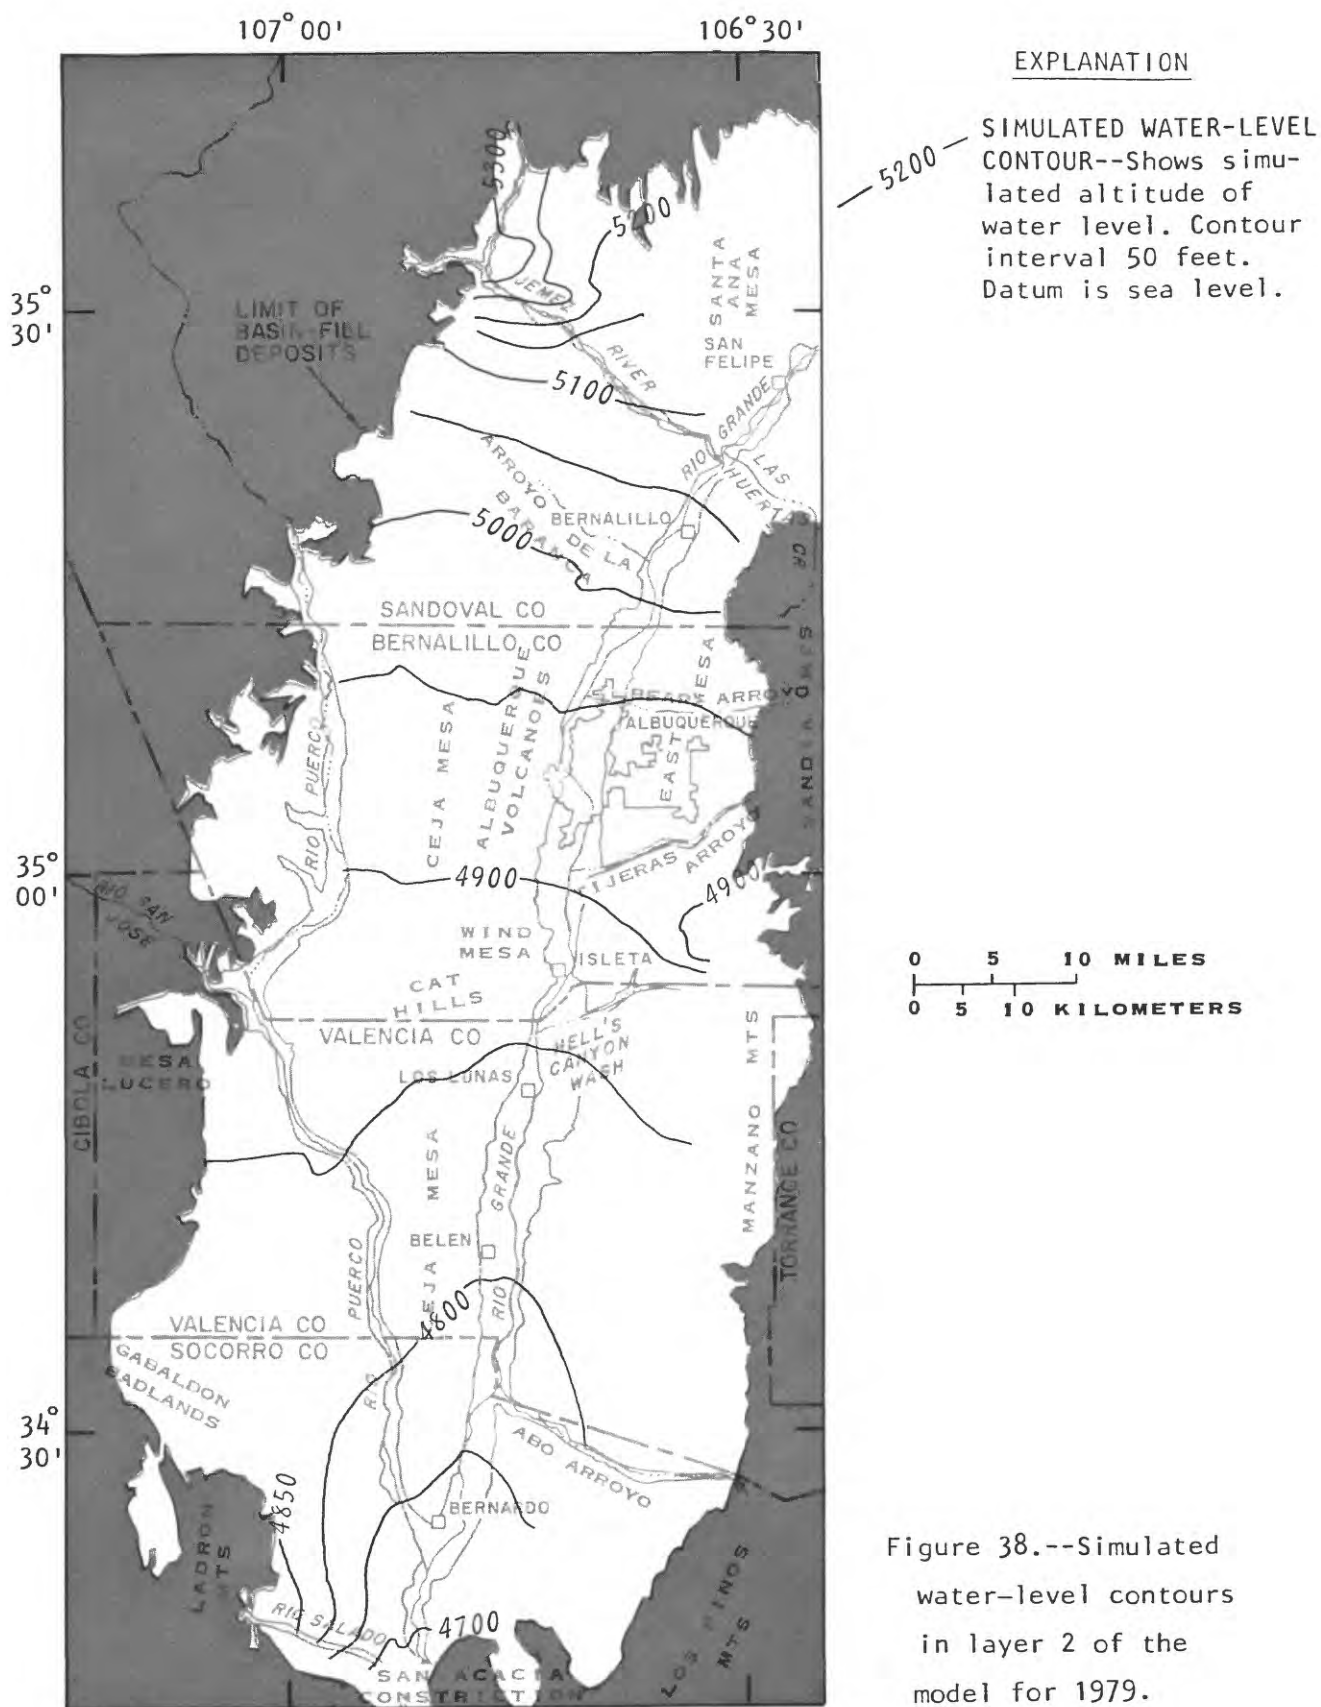 107°00'
106°30'
EXPLANATION
5200
SIMULATED WATER-LEVEL
CONTOUR--Shows simu-
lated altitude of
water level. Contour
interval 50 feet.
Datum is sea level.
5300
5200
SANTA
ANA
MESA
JEMEZ
RIVER
35°
30'
LIMIT OF
BASIN-FILL
DEPOSITS
SAN
FELIPE
5100
RIO GRANDE
LAS
HUERTAS
CR
ARROYO
DE LA
BARANCA
BERNALILLO
5000
SANDOVAL CO
BERNALILLO CO
MESA
BEAR ARROYO
ALBUQUERQUE
EAST
SANDIA MTS
RIO PUERCO
CEJA MESA
ALBUQUERQUE
VOLCANOES
TIJERAS ARROYO
35°
00'
4900
4900
RIO SAN
JOSE
WIND
MESA
ISLETA
CAT
HILLS
VALENCIA CO
HELL'S
CANYON
WASH
LOS LUNAS
0 5 10 MILES
0 5 10 KILOMETERS
CIBOLA CO
MESA
LUCERO
MANZANO MTS
TORRANCE CO
RIO GRANDE
EJA MESA
BELEN
RIO PUERCO
4800
VALENCIA CO
SOCORRO CO
GABALDON
BADLANDS
34°
30'
ABO ARROYO
4850
BERNARDO
LADRON
MTS
RIO SALADO
4700
SAN ACACIA
CONSTRICTION
LOS PINOS
MTS
Figure 38.--Simulated
water-level contours
in layer 2 of the
model for 1979.